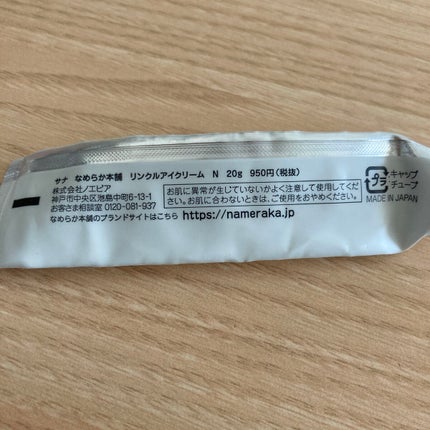 サナ なめらか本舗 リンクルアイクリーム N 20g 950円(税抜)
株式会社ノエビア
神戸市中央区港島中町6-13-1
お客さま相談室 0120-081-937
お肌に異常が生じていないかよく注意して使用してくだ
さい。お肌に合わないときは、ご使用をおやめください。
なめらか本舗のブランドサイトはこちら https://nameraka.jp
プラ
キャップ
チューブ
MADE IN JAPAN